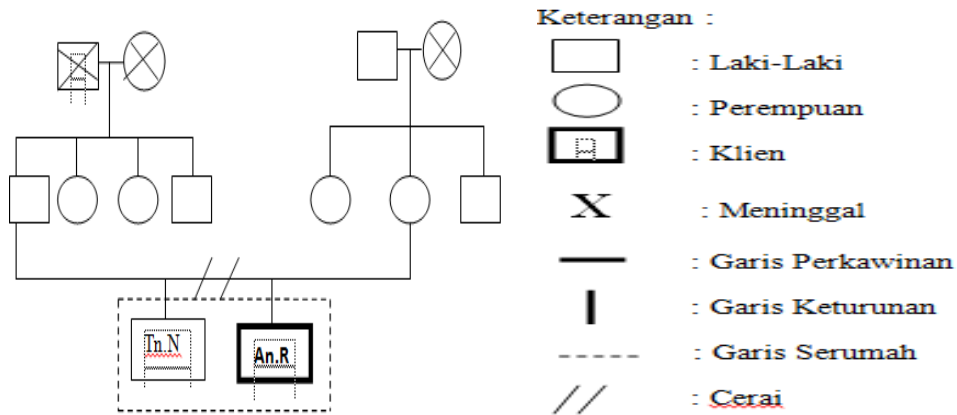 Keterangan :
: Laki-Laki
: Perempuan
: Klien
X : Meninggal
: Garis Perkawinan
: Garis Keturunan
: Garis Serumah
// : Cerai
Tn.N
An.R